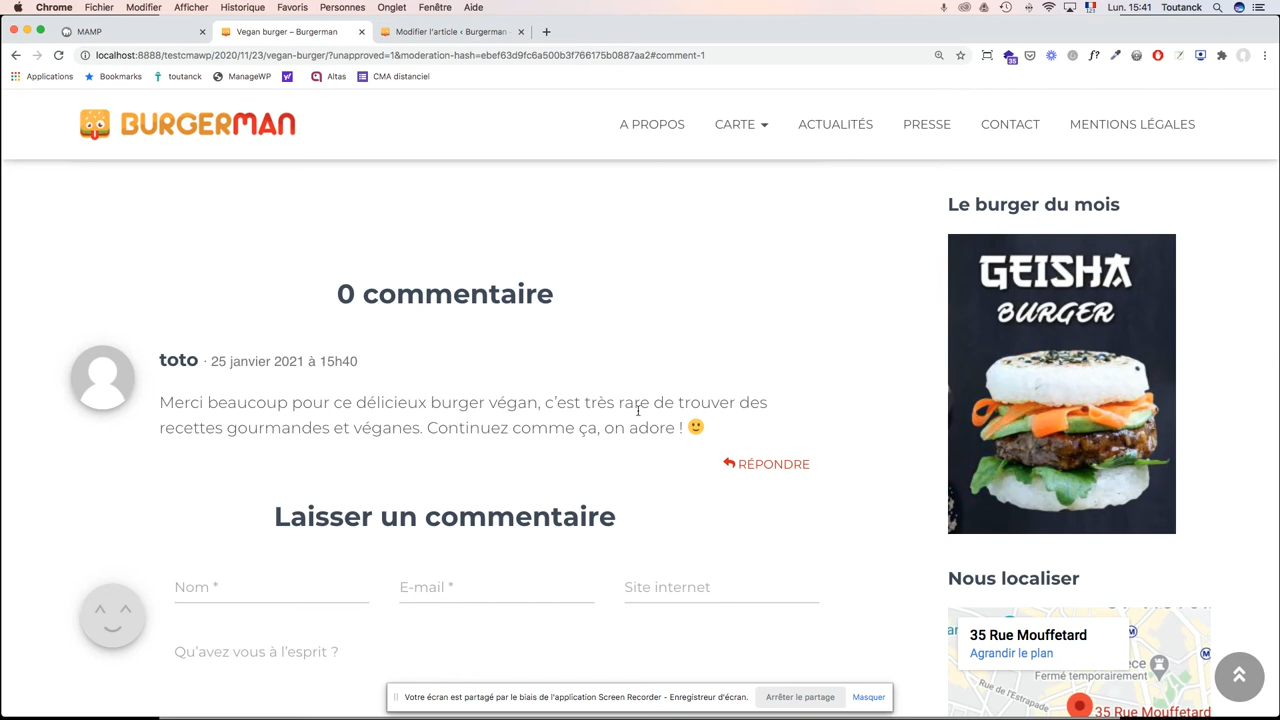 Chrome Fichier Modifier Afficher Historique Favoris Personnes Onglet Fenêtre Aide Lun. 15:41 Toutanck
MAMP Vegan burger – Burgerman Modifier l'article ‹ Burgerman
localhost:8888/testcmawp/2020/11/23/vegan-burger/?unapproved=1&moderation-hash=ebef63d9fc6a500b3f766175b0887aa2#comment-1
Applications Bookmarks toutanck ManageWP Altas CMA distanciel
BURGERMAN A PROPOS CARTE ACTUALITÉS PRESSE CONTACT MENTIONS LÉGALES
Le burger du mois
GEISHA
BURGER
0 commentaire
toto · 25 janvier 2021 à 15h40
Merci beaucoup pour ce délicieux burger végan, c'est très rare de trouver des
recettes gourmandes et véganes. Continuez comme ça, on adore ! 🙂
RÉPONDRE
Laisser un commentaire
Nom * E-mail * Site internet
Qu'avez vous à l'esprit ?
Nous localiser
35 Rue Mouffetard
Agrandir le plan
Fermé temporairement
Rue de l'Estrapade
35 Rue Mouffetard
Votre écran est partagé par le biais de l'application Screen Recorder - Enregistreur d'écran. Arrêter le partage Masquer